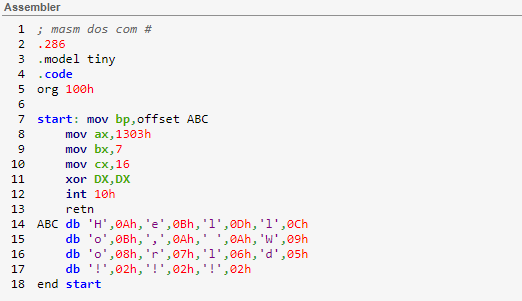 Assembler
1 ; masm dos com #
2 .286
3 .model tiny
4 .code
5 org 100h
6
7 start: mov bp,offset ABC
8 mov ax,1303h
9 mov bx,7
10 mov cx,16
11 xor DX,DX
12 int 10h
13 retn
14 ABC db 'H',0Ah,'e',0Bh,'l',0Dh,'l',0Ch
15 db 'o',0Bh,',',0Ah,' ',0Ah,'W',09h
16 db 'o',08h,'r',07h,'l',06h,'d',05h
17 db '!',02h,'!',02h,'!',02h
18 end start